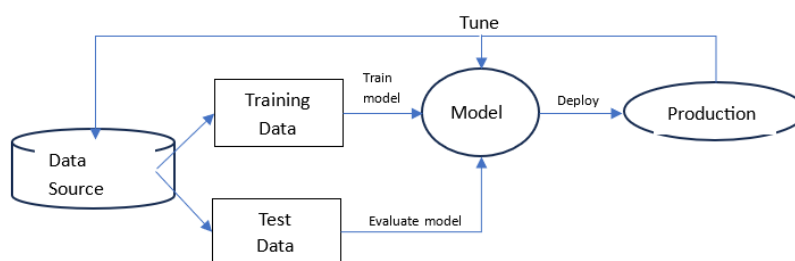 Tune
Train
model
Training
Data
Model
Deploy
Production
Data
Source
Test
Data
Evaluate model